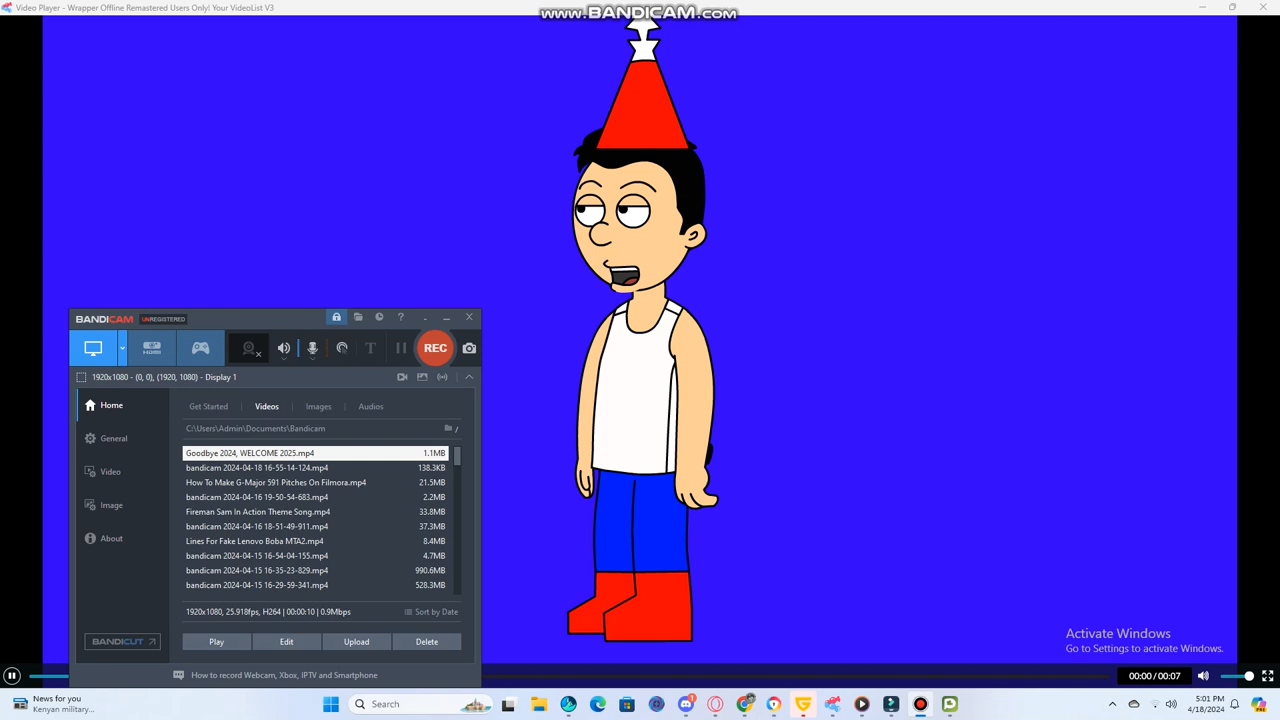 Video Player - Wrapper Offline Remastered Users Only! Your VideoList V3
www.BANDICAM.com
BANDICAM UNREGISTERED
HDMI
REC
1920x1080 - (0, 0), (1920, 1080) - Display 1
Home
General
Video
Image
About
BANDICUT
Get Started
Videos
Images
Audios
C:\Users\Admin\Documents\Bandicam
Goodbye 2024, WELCOME 2025.mp4 1.1MB
bandicam 2024-04-18 16-55-14-124.mp4 138.3KB
How To Make G-Major 591 Pitches On Filmora.mp4 21.5MB
bandicam 2024-04-16 19-50-54-683.mp4 2.2MB
Fireman Sam In Action Theme Song.mp4 33.8MB
bandicam 2024-04-16 18-51-49-911.mp4 37.3MB
Lines For Fake Lenovo Boba MTA2.mp4 8.4MB
bandicam 2024-04-15 16-54-04-155.mp4 4.7MB
bandicam 2024-04-15 16-35-23-829.mp4 990.6MB
bandicam 2024-04-15 16-29-59-341.mp4 528.3MB
1920x1080, 25.918fps, H264 | 00:00:10 | 0.9Mbps
Sort by Date
Play
Edit
Upload
Delete
How to record Webcam, Xbox, IPTV and Smartphone
Activate Windows
Go to Settings to activate Windows.
00:00 / 00:07
News for you
Kenyan military...
Search
5:01 PM
4/18/2024